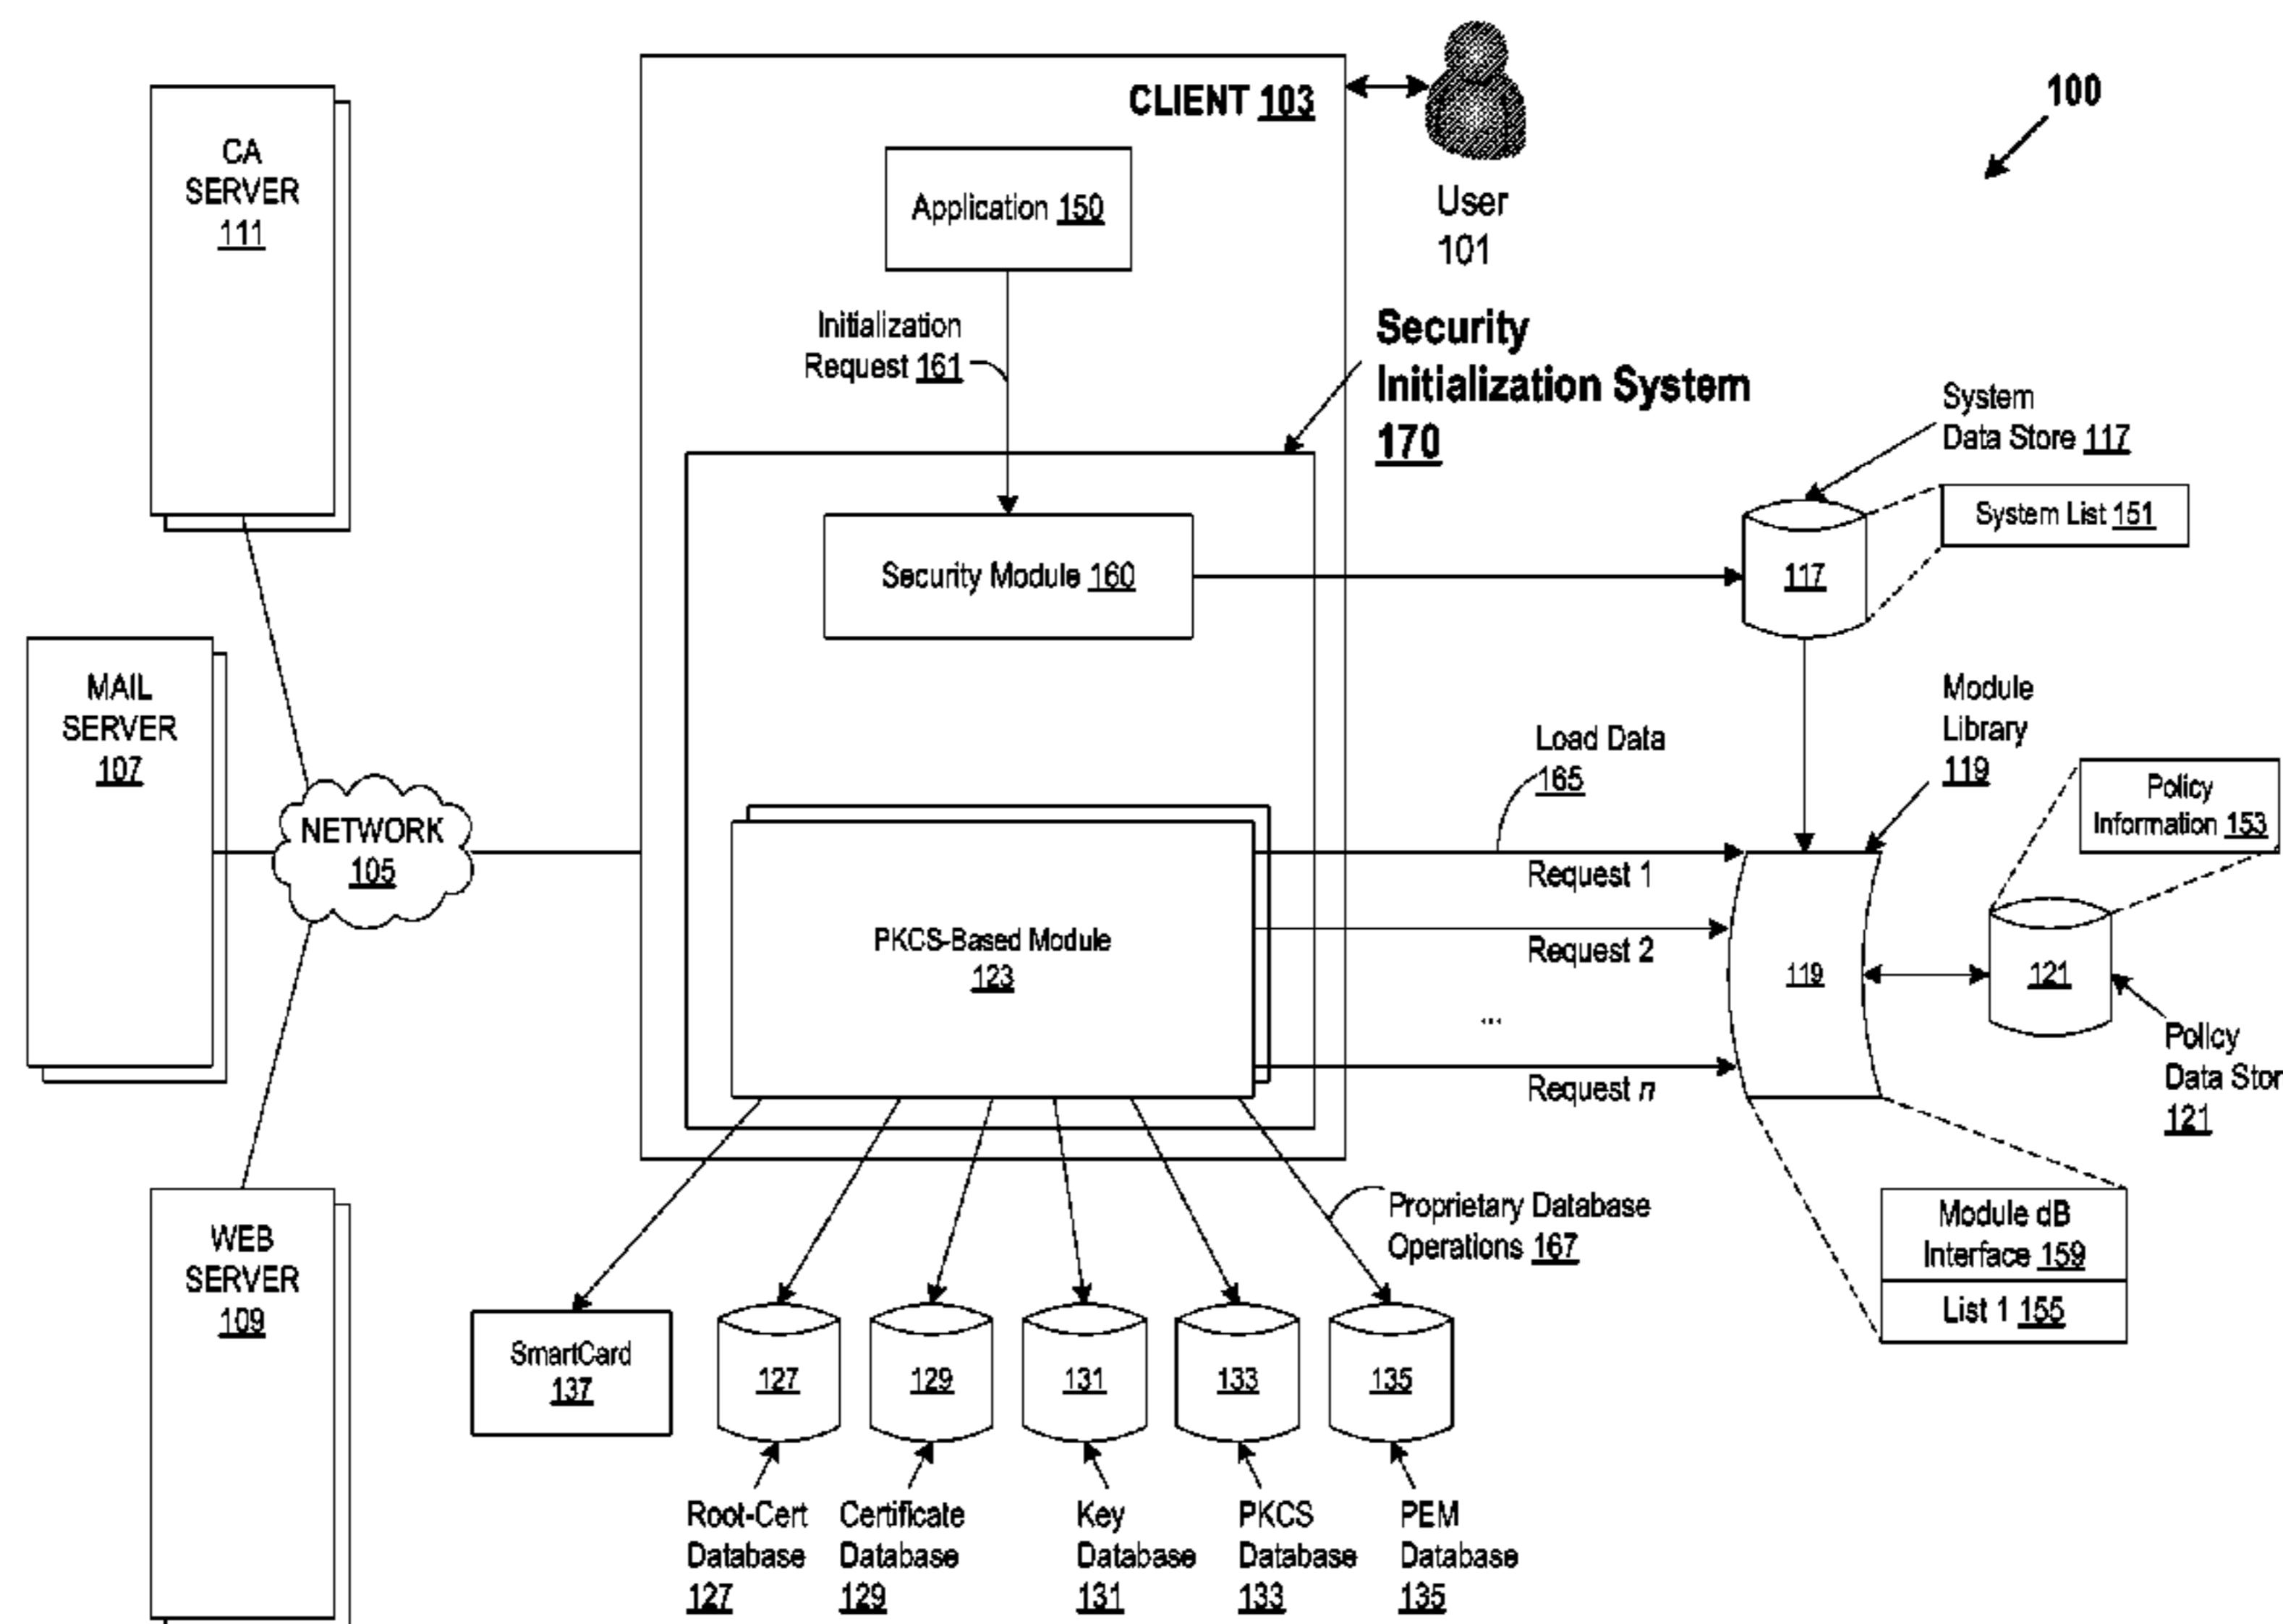 CA
SERVER
111
MAIL
SERVER
107
WEB
SERVER
109
NETWORK
105
CLIENT 103
Application 150
Initialization
Request 161
User
101
100
Security
Initialization System
170
Security Module 160
System
Data Store 117
117
System List 151
Module
Library
119
Load Data
165
Request 1
Request 2
...
Request n
PKCS-Based Module
123
119
Policy
Information 153
121
Policy
Data Stor
121
Module dB
Interface 159
List 1 155
Proprietary Database
Operations 167
SmartCard
137
127
129
131
133
135
Root-Cert
Database
127
Certificate
Database
129
Key
Database
131
PKCS
Database
133
PEM
Database
135